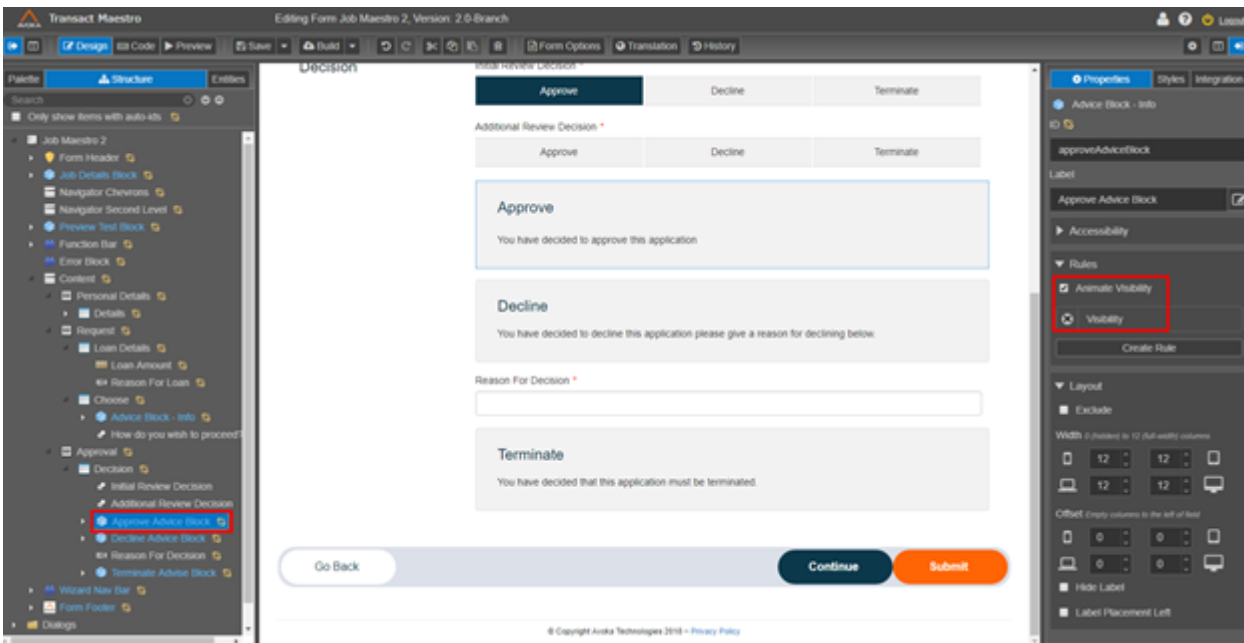 AVOKA
Transact Maestro
Editing Form Job Maestro 2, Version: 2.0-Branch
Logout
Design Code Preview Save Build Form Options Translation History
Palette Structure Entities
Search
Only show items with auto-ids
Job Maestro 2
Form Header
Job Details Block
Navigator Chevrons
Navigator Second Level
Preview Test Block
Function Bar
Error Block
Content
Personal Details
Details
Request
Loan Details
Loan Amount
Reason For Loan
Choose
Advice Block - Info
How do you wish to proceed?
Approval
Decision
Initial Review Decision
Additional Review Decision
Approve Advice Block
Decline Advice Block
Reason For Decision
Terminate Advise Block
Wizard Nav Bar
Form Footer
Dialogs
Decision
Initial Review Decision *
Approve Decline Terminate
Additional Review Decision *
Approve Decline Terminate
Approve
You have decided to approve this application
Decline
You have decided to decline this application please give a reason for declining below.
Reason For Decision *
Terminate
You have decided that this application must be terminated.
Go Back Continue Submit
© Copyright Avoka Technologies 2018 ~ Privacy Policy
Properties Styles Integration
Advice Block - Info
ID
approveAdviceBlock
Label
Approve Advice Block
Accessibility
Rules
Animate Visibility
Visibility
Create Rule
Layout
Exclude
Width 0 (hidden) to 12 (full-width) columns
12 12
12 12
Offset Empty columns to the left of field
0 0
0 0
Hide Label
Label Placement Left